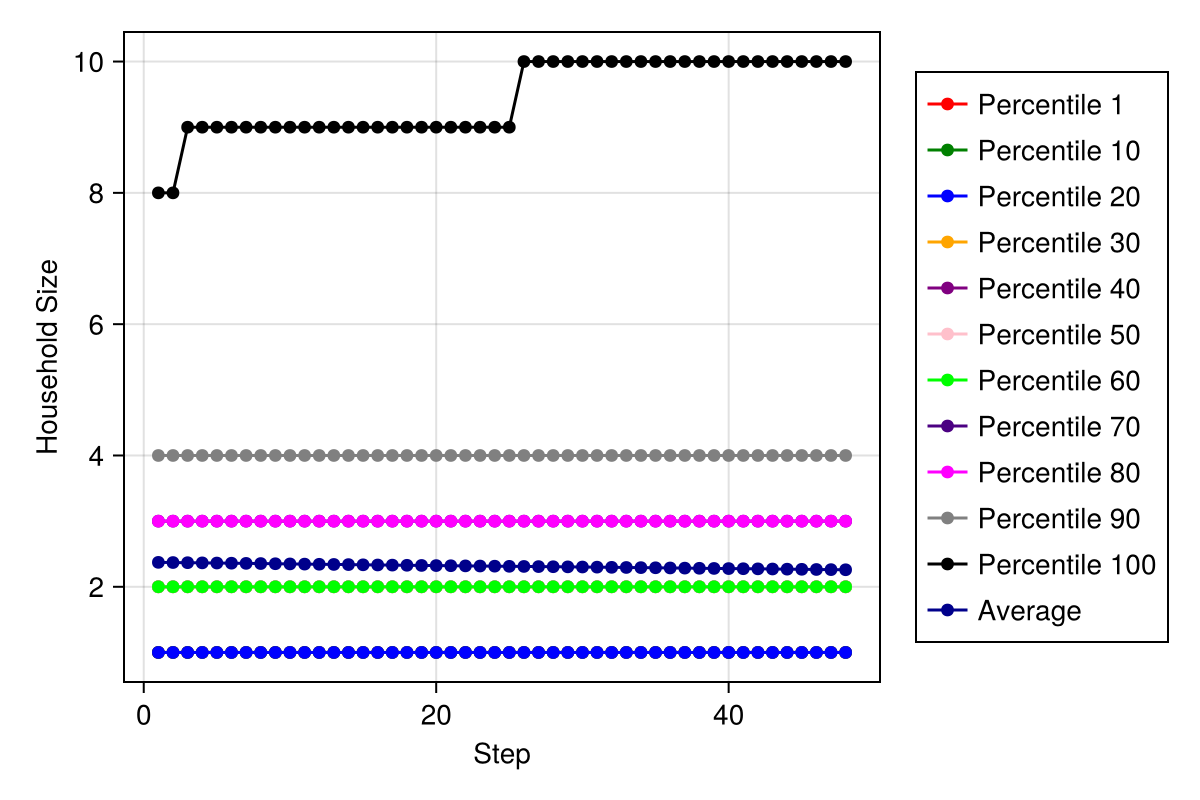 10
8
6
4
2
Household Size
0
20
40
Step
Percentile 1
Percentile 10
Percentile 20
Percentile 30
Percentile 40
Percentile 50
Percentile 60
Percentile 70
Percentile 80
Percentile 90
Percentile 100
Average